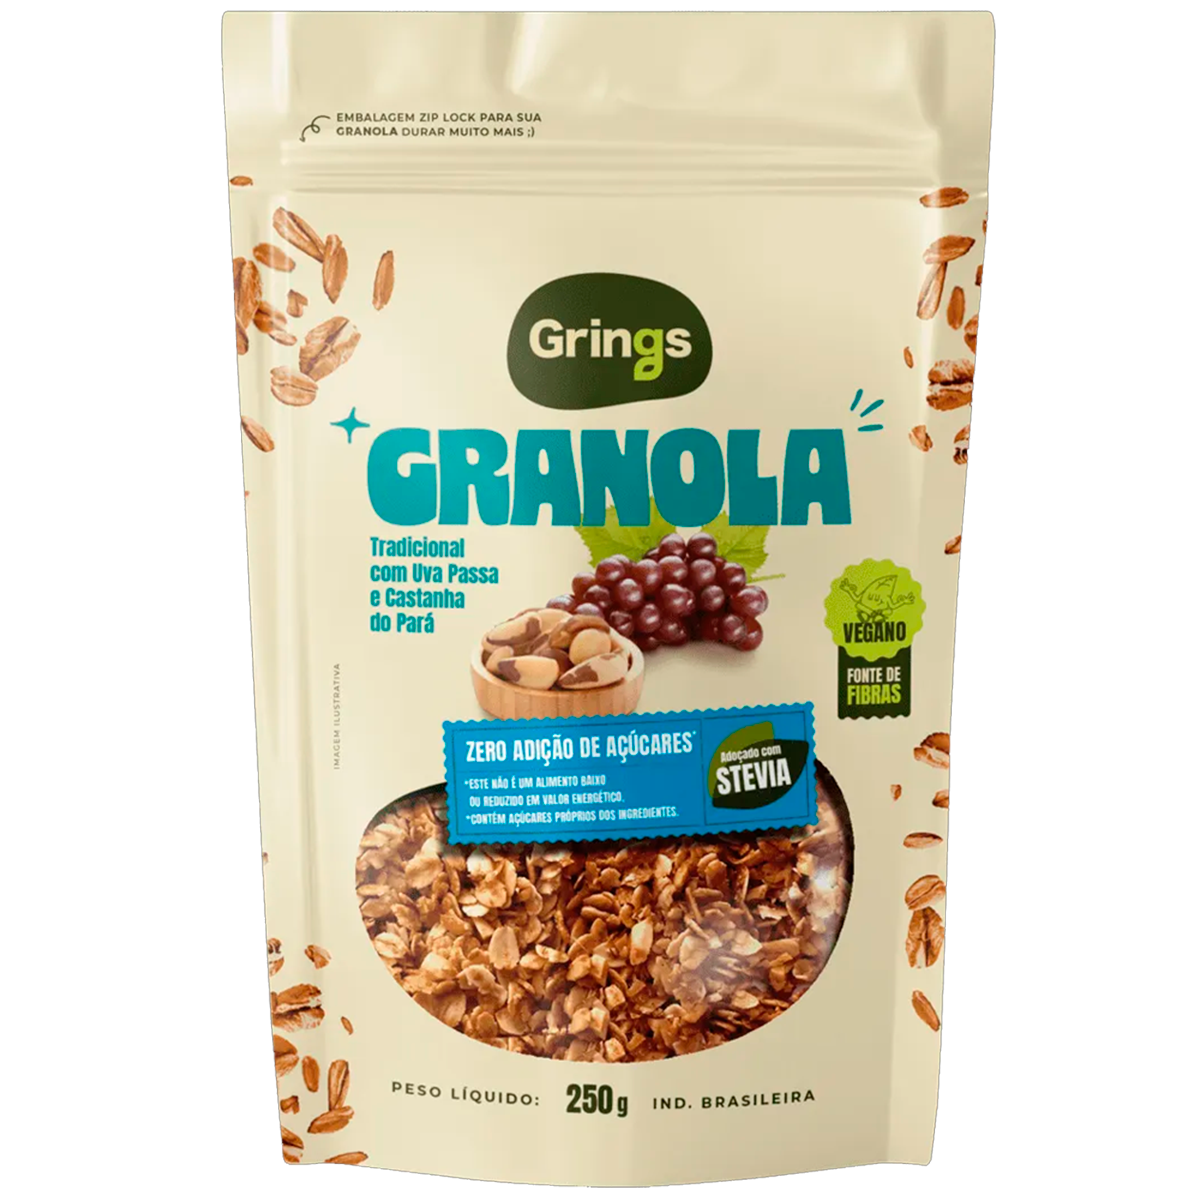 EMBALAGEM ZIP LOCK PARA SUA
GRANOLA DURAR MUITO MAIS ;)
Grings
GRANOLA
Tradicional
com Uva Passa
e Castanha
do Pará
VEGANO
FONTE DE
FIBRAS
IMAGEM ILUSTRATIVA
ZERO ADIÇÃO DE AÇÚCARES*
*ESTE NÃO É UM ALIMENTO BAIXO
OU REDUZIDO EM VALOR ENERGÉTICO.
*CONTÉM AÇÚCARES PRÓPRIOS DOS INGREDIENTES.
Adoçado com
STEVIA
PESO LÍQUIDO: 250g IND. BRASILEIRA